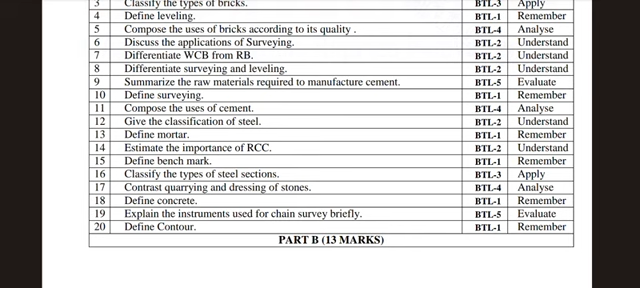 3 Classify the types of bricks. BTL-3 Apply
4 Define leveling. BTL-1 Remember
5 Compose the uses of bricks according to its quality . BTL-4 Analyse
6 Discuss the applications of Surveying. BTL-2 Understand
7 Differentiate WCB from RB. BTL-2 Understand
8 Differentiate surveying and leveling. BTL-2 Understand
9 Summarize the raw materials required to manufacture cement. BTL-5 Evaluate
10 Define surveying. BTL-1 Remember
11 Compose the uses of cement. BTL-4 Analyse
12 Give the classification of steel. BTL-2 Understand
13 Define mortar. BTL-1 Remember
14 Estimate the importance of RCC. BTL-2 Understand
15 Define bench mark. BTL-1 Remember
16 Classify the types of steel sections. BTL-3 Apply
17 Contrast quarrying and dressing of stones. BTL-4 Analyse
18 Define concrete. BTL-1 Remember
19 Explain the instruments used for chain survey briefly. BTL-5 Evaluate
20 Define Contour. BTL-1 Remember
PART B (13 MARKS)